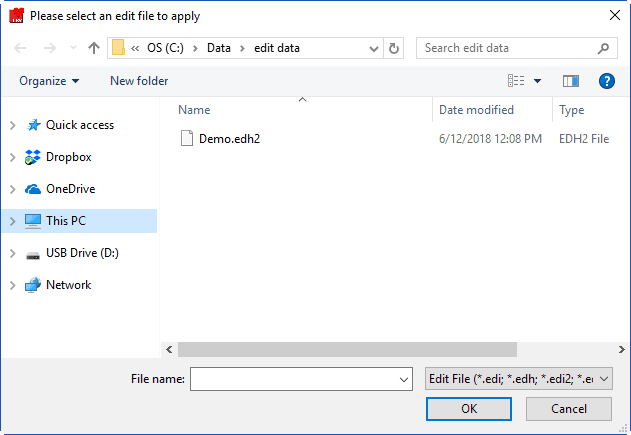 Please select an edit file to apply
« OS (C:) > Data > edit data
Search edit data
Organize
New folder
?
Name
Date modified
Type
Quick access
Dropbox
OneDrive
This PC
USB Drive (D:)
Network
Demo.edh2
6/12/2018 12:08 PM
EDH2 File
File name:
Edit File (*.edi; *.edh; *.edi2; *.e
OK
Cancel